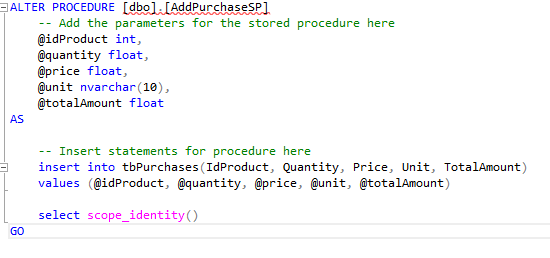 ALTER PROCEDURE [dbo].[AddPurchaseSP]
-- Add the parameters for the stored procedure here
@idProduct int,
@quantity float,
@price float,
@unit nvarchar(10),
@totalAmount float
AS
-- Insert statements for procedure here
insert into tbPurchases(IdProduct, Quantity, Price, Unit, TotalAmount)
values (@idProduct, @quantity, @price, @unit, @totalAmount)
select scope_identity()
GO